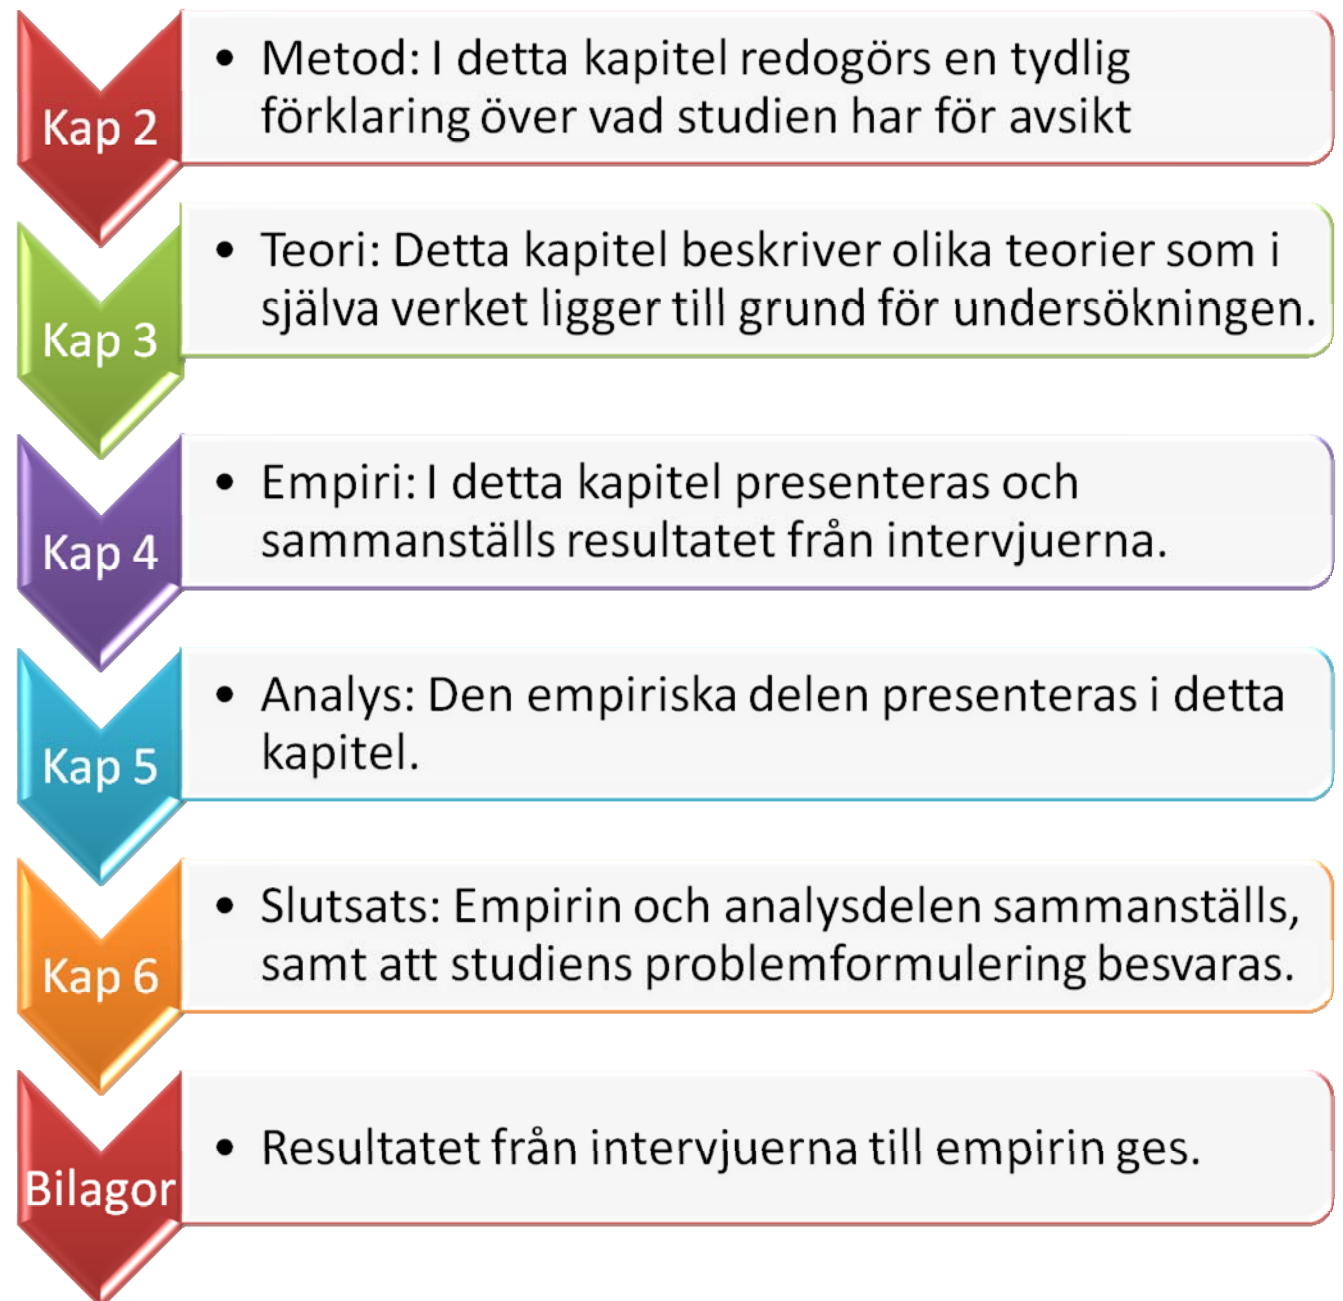 Kap 2
• Metod: I detta kapitel redogörs en tydlig
förklaring över vad studien har för avsikt
Kap 3
• Teori: Detta kapitel beskriver olika teorier som i
själva verket ligger till grund för undersökningen.
Kap 4
• Empiri: I detta kapitel presenteras och
sammanställs resultatet från intervjuerna.
Kap 5
• Analys: Den empiriska delen presenteras i detta
kapitel.
Kap 6
• Slutsats: Empirin och analysdelen sammanställs,
samt att studiens problemformulering besvaras.
Bilagor
• Resultatet från intervjuerna till empirin ges.